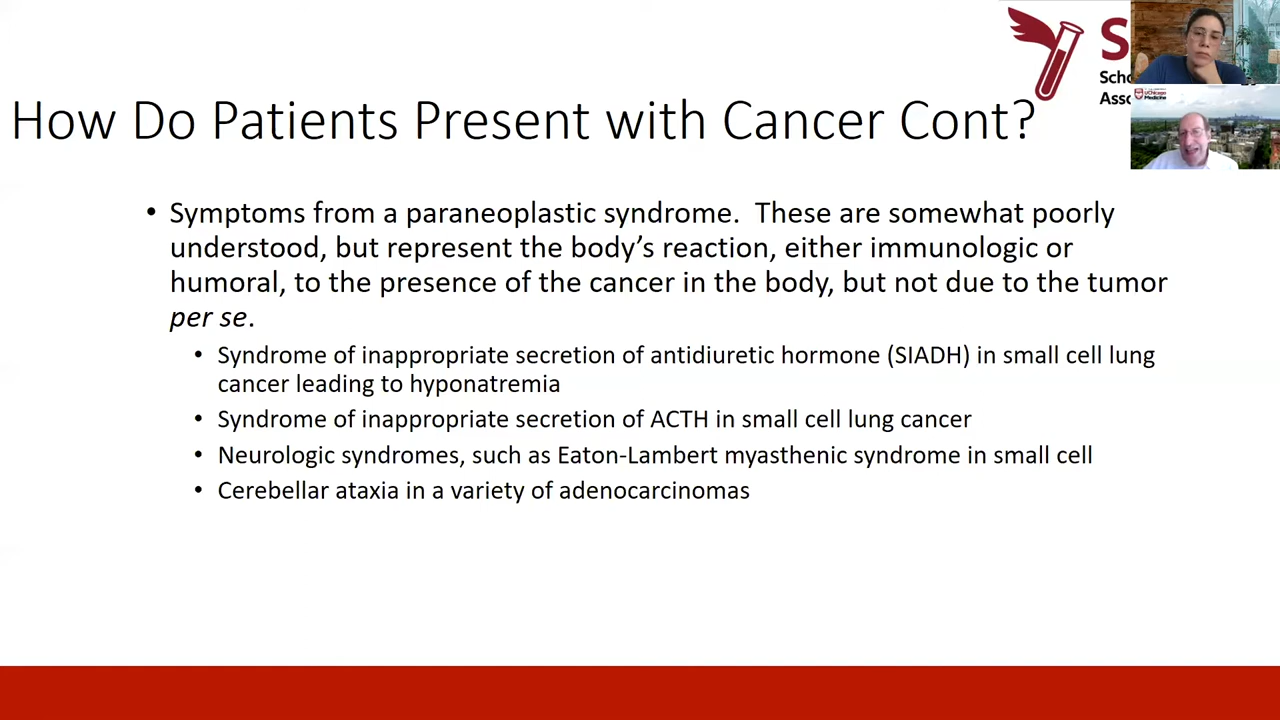 S
Scho
Asso
UChicago
Medicine
How Do Patients Present with Cancer Cont?
• Symptoms from a paraneoplastic syndrome.  These are somewhat poorly
understood, but represent the body's reaction, either immunologic or
humoral, to the presence of the cancer in the body, but not due to the tumor
per se.
• Syndrome of inappropriate secretion of antidiuretic hormone (SIADH) in small cell lung
cancer leading to hyponatremia
• Syndrome of inappropriate secretion of ACTH in small cell lung cancer
• Neurologic syndromes, such as Eaton-Lambert myasthenic syndrome in small cell
• Cerebellar ataxia in a variety of adenocarcinomas